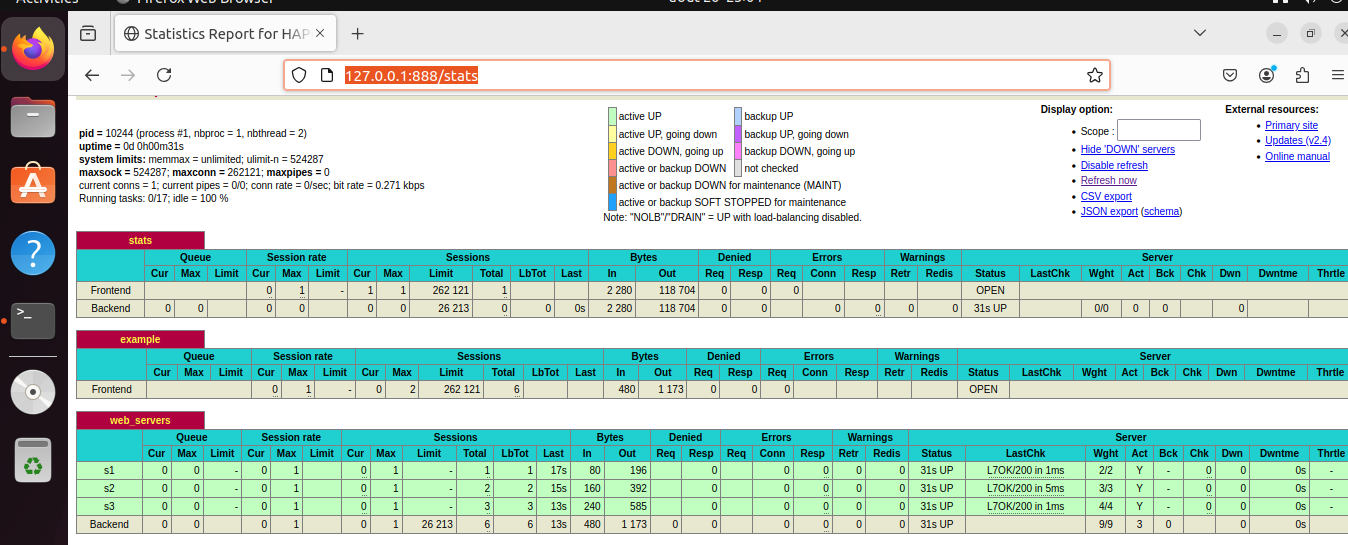 Activities Firefox Web Browser
Statistics Report for HAP
127.0.0.1:888/stats
pid = 10244 (process #1, nbproc = 1, nbthread = 2)
uptime = 0d 0h00m31s
system limits: memmax = unlimited; ulimit-n = 524287
maxsock = 524287; maxconn = 262121; maxpipes = 0
current conns = 1; current pipes = 0/0; conn rate = 0/sec; bit rate = 0.271 kbps
Running tasks: 0/17; idle = 100 %
active UP backup UP
active UP, going down backup UP, going down
active DOWN, going up backup DOWN, going up
active or backup DOWN not checked
active or backup DOWN for maintenance (MAINT)
active or backup SOFT STOPPED for maintenance
Note: "NOLB"/"DRAIN" = UP with load-balancing disabled.
Display option:
Scope :
Hide 'DOWN' servers
Disable refresh
Refresh now
CSV export
JSON export (schema)
External resources:
Primary site
Updates (v2.4)
Online manual
stats
Queue Session rate Sessions Bytes Denied Errors Warnings Server
Cur Max Limit Cur Max Limit Cur Max Limit Total LbTot Last In Out Req Resp Req Conn Resp Retr Redis Status LastChk Wght Act Bck Chk Dwn Dwntme Thrtle
Frontend 0 1 - 1 1 262 121 1 2 280 118 704 0 0 0 OPEN
Backend 0 0 0 0 0 0 26 213 0 0 0s 2 280 118 704 0 0 0 0 0 0 31s UP 0/0 0 0 0
example
Queue Session rate Sessions Bytes Denied Errors Warnings Server
Cur Max Limit Cur Max Limit Cur Max Limit Total LbTot Last In Out Req Resp Req Conn Resp Retr Redis Status LastChk Wght Act Bck Chk Dwn Dwntme Thrtle
Frontend 0 1 - 0 2 262 121 6 480 1 173 0 0 0 OPEN
web_servers
Queue Session rate Sessions Bytes Denied Errors Warnings Server
Cur Max Limit Cur Max Limit Cur Max Limit Total LbTot Last In Out Req Resp Req Conn Resp Retr Redis Status LastChk Wght Act Bck Chk Dwn Dwntme Thrtle
s1 0 0 - 0 1 0 1 - 1 1 17s 80 196 0 0 0 0 0 31s UP L7OK/200 in 1ms 2/2 Y - 0 0 0s -
s2 0 0 - 0 1 0 1 - 2 2 15s 160 392 0 0 0 0 0 31s UP L7OK/200 in 5ms 3/3 Y - 0 0 0s -
s3 0 0 - 0 1 0 1 - 3 3 13s 240 585 0 0 0 0 0 31s UP L7OK/200 in 1ms 4/4 Y - 0 0 0s -
Backend 0 0 0 1 0 1 26 213 6 6 13s 480 1 173 0 0 0 0 0 0 31s UP 9/9 3 0 0 0s